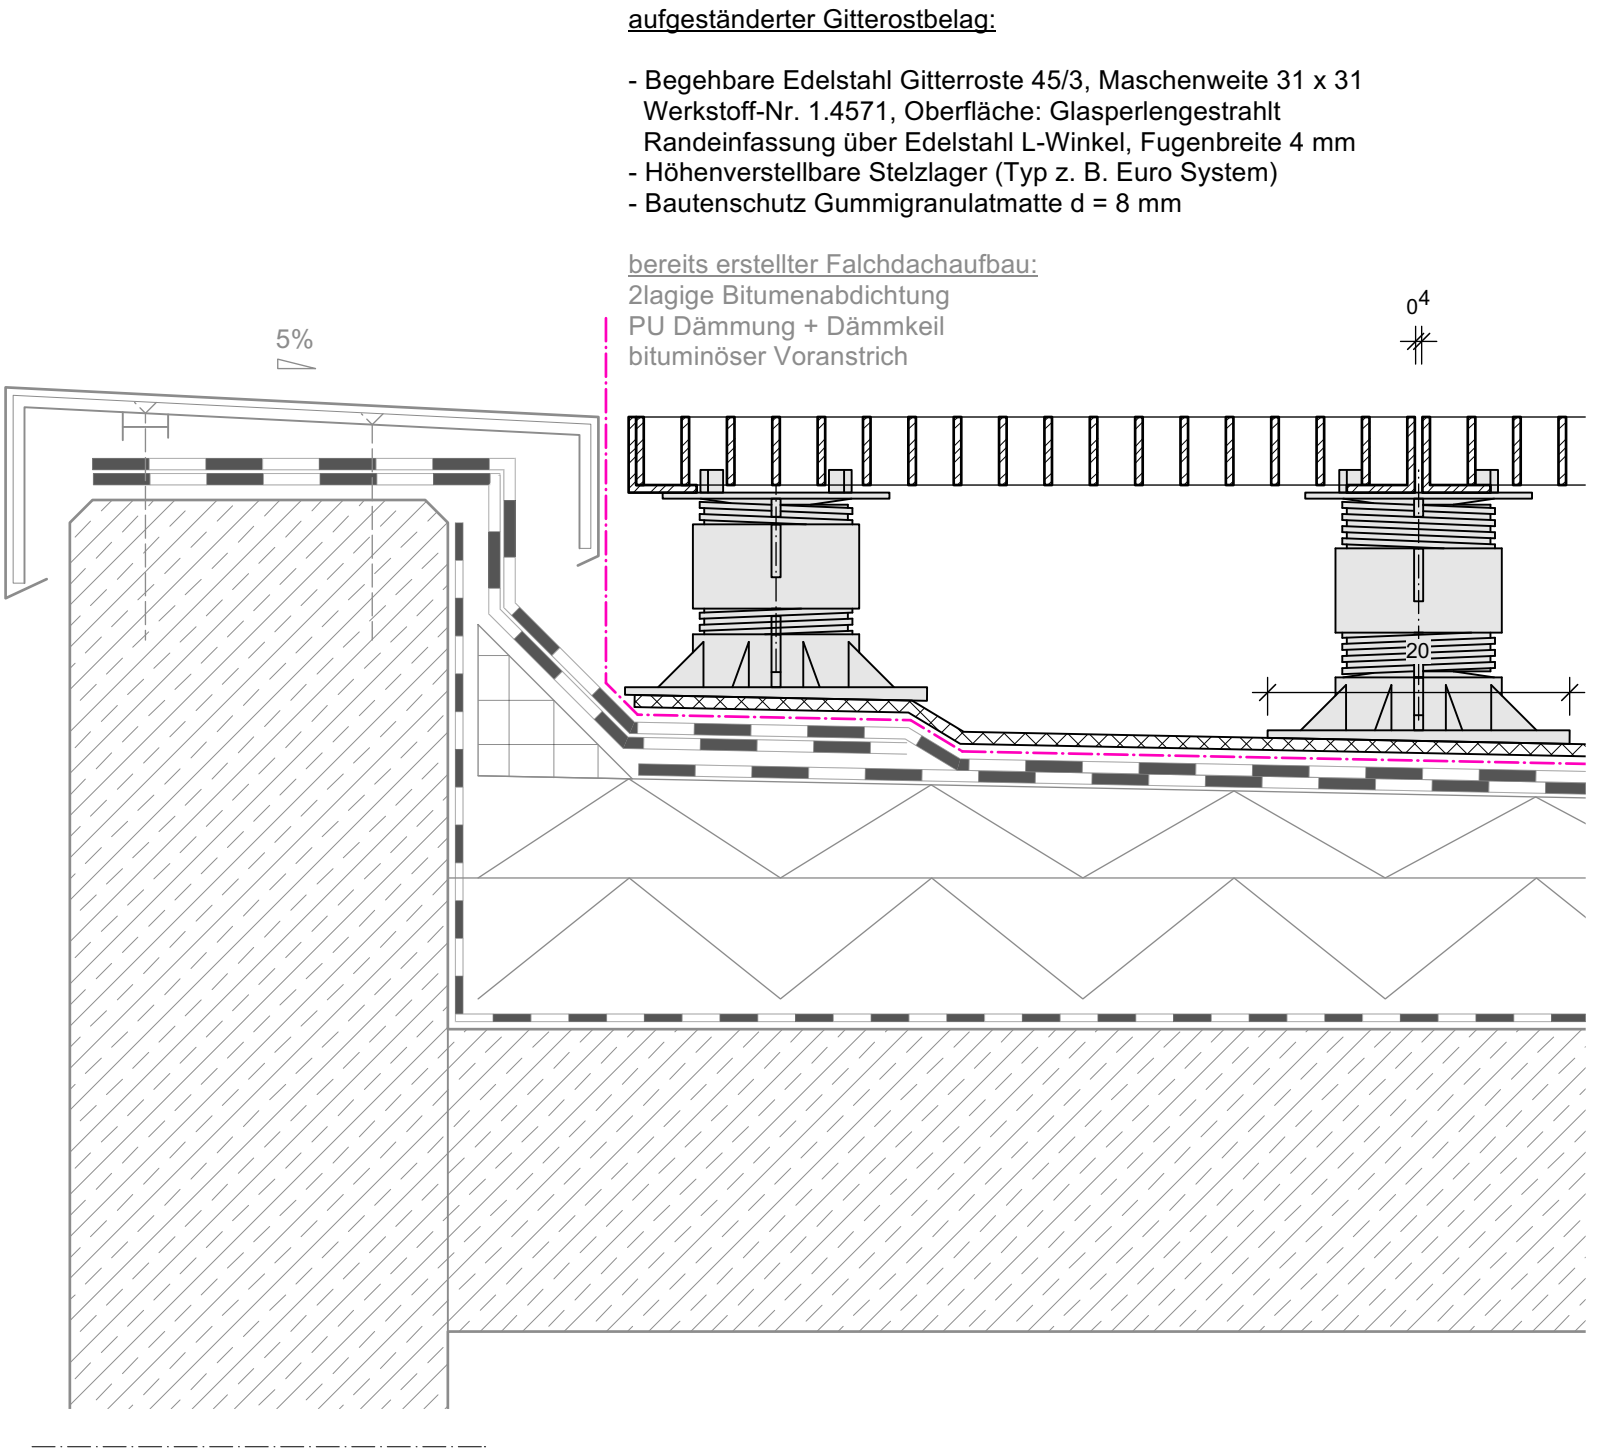 aufgeständerter Gitterostbelag:
- Begehbare Edelstahl Gitterroste 45/3, Maschenweite 31 x 31
Werkstoff-Nr. 1.4571, Oberfläche: Glasperlengestrahlt
Randeinfassung über Edelstahl L-Winkel, Fugenbreite 4 mm
- Höhenverstellbare Stelzlager (Typ z. B. Euro System)
- Bautenschutz Gummigranulatmatte d = 8 mm
bereits erstellter Falchdachaufbau:
2lagige Bitumenabdichtung
PU Dämmung + Dämmkeil
bituminöser Voranstrich
0⁴
5%
20